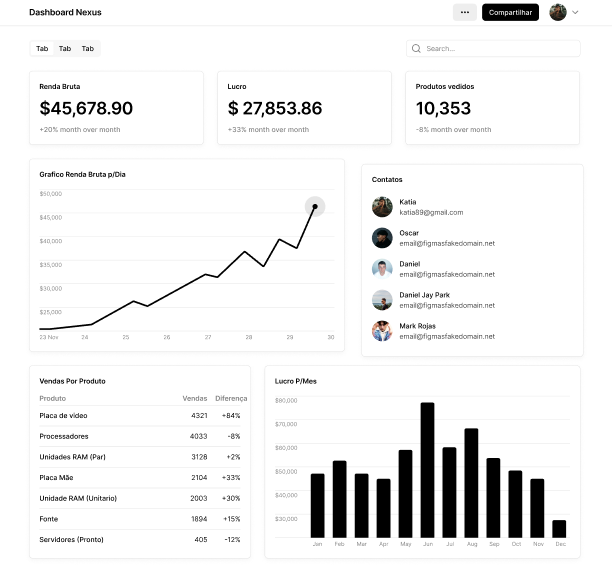 Dashboard Nexus
•••
Compartilhar
Tab Tab Tab
Search...
Renda Bruta
$45,678.90
+20% month over month
Lucro
$ 27,853.86
+33% month over month
Produtos vedidos
10,353
-8% month over month
Grafico Renda Bruta p/Dia
$50,000
$45,000
$40,000
$35,000
$30,000
$25,000
23 Nov 24 25 26 27 28 29 30
Contatos
Katia
katia89@gmail.com
Oscar
email@figmasfakedomain.net
Daniel
email@figmasfakedomain.net
Daniel Jay Park
email@figmasfakedomain.net
Mark Rojas
email@figmasfakedomain.net
Vendas Por Produto
Produto Vendas Diferença
Placa de vídeo 4321 +84%
Processadores 4033 -8%
Unidades RAM (Par) 3128 +2%
Placa Mãe 2104 +33%
Unidade RAM (Unitario) 2003 +30%
Fonte 1894 +15%
Servidores (Pronto) 405 -12%
Lucro P/Mes
$80,000
$70,000
$60,000
$50,000
$40,000
$30,000
Jan Feb Mar Apr May Jun Jul Aug Sep Oct Nov Dec